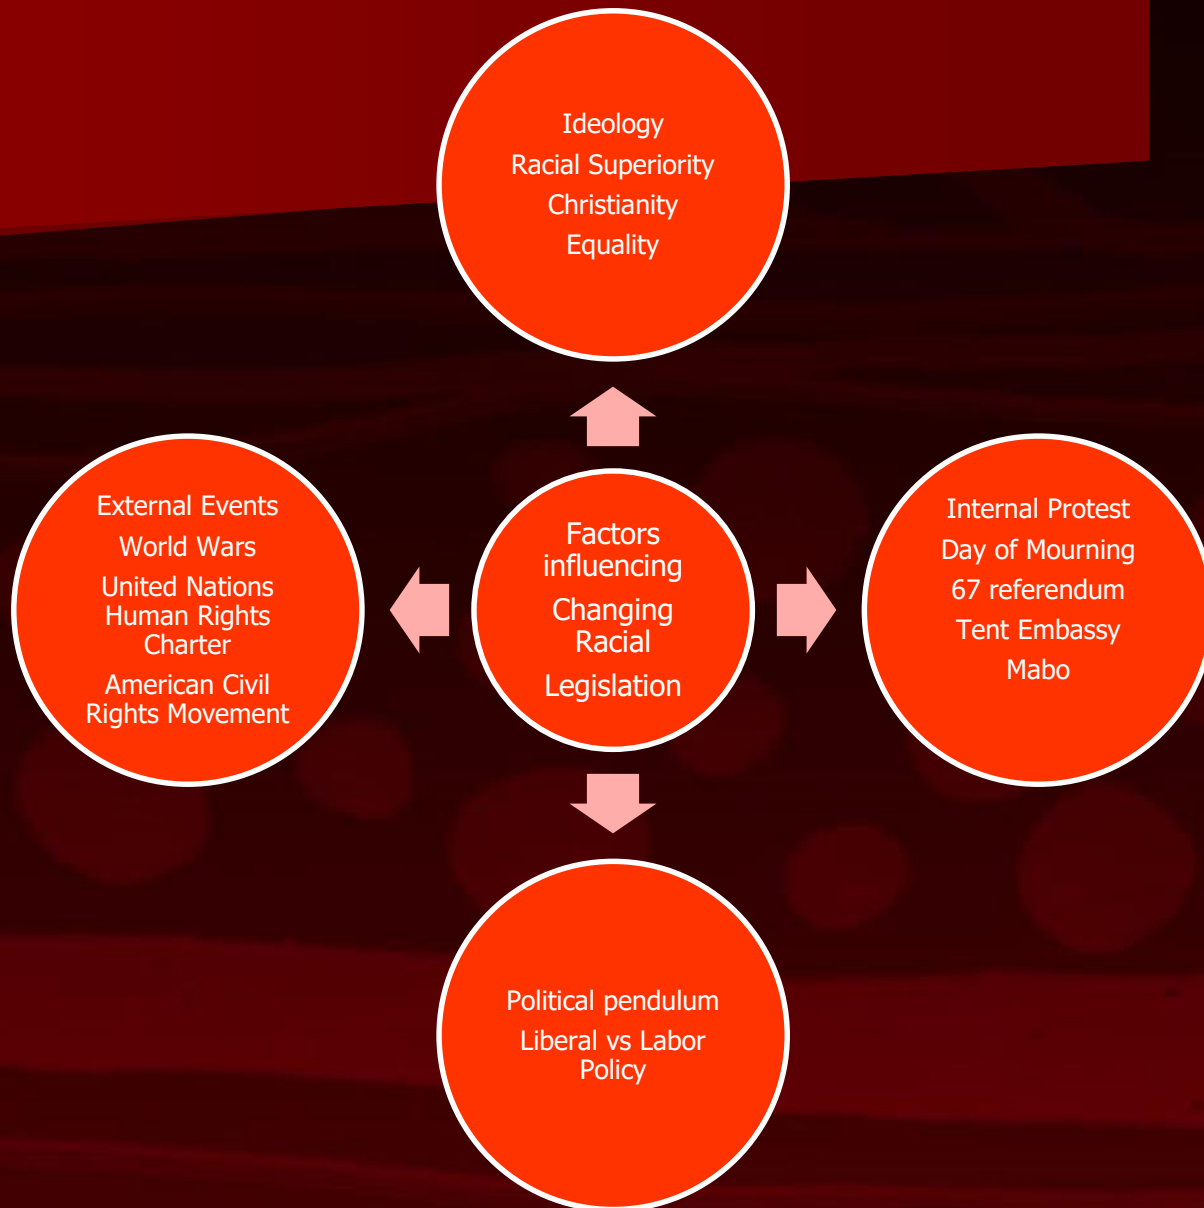 Ideology
Racial Superiority
Christianity
Equality
External Events
World Wars
United Nations
Human Rights
Charter
American Civil
Rights Movement
Factors
influencing
Changing
Racial
Legislation
Internal Protest
Day of Mourning
67 referendum
Tent Embassy
Mabo
Political pendulum
Liberal vs Labor
Policy